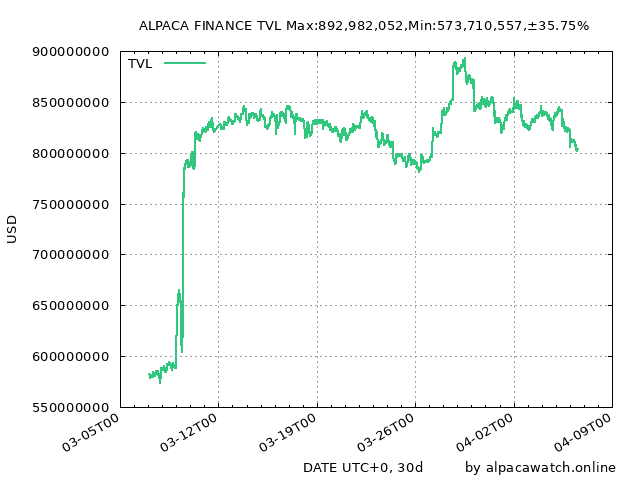 ALPACA FINANCE TVL Max:892,982,052,Min:573,710,557,±35.75%
TVL
USD
900000000
850000000
800000000
750000000
700000000
650000000
600000000
550000000
03-05T00
03-12T00
03-19T00
03-26T00
04-02T00
04-09T00
DATE UTC+0, 30d
by alpacawatch.online